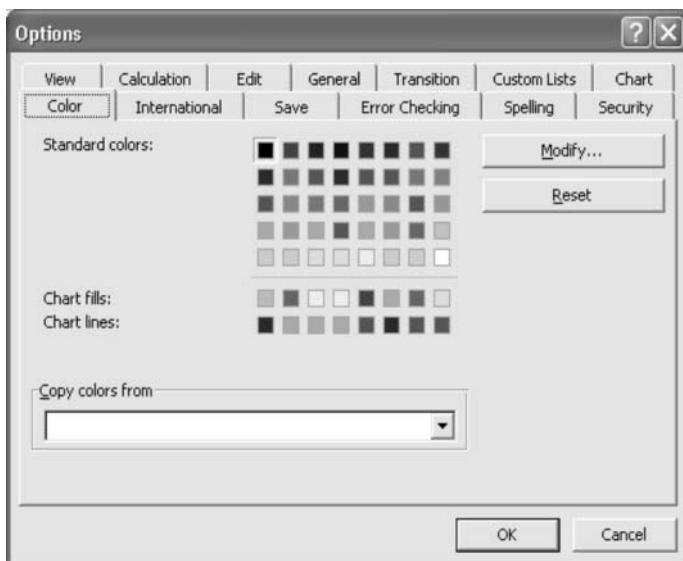 Options
View Calculation Edit General Transition Custom Lists Chart
Color International Save Error Checking Spelling Security
Standard colors:
Modify...
Reset
Chart fills:
Chart lines:
Copy colors from
OK Cancel